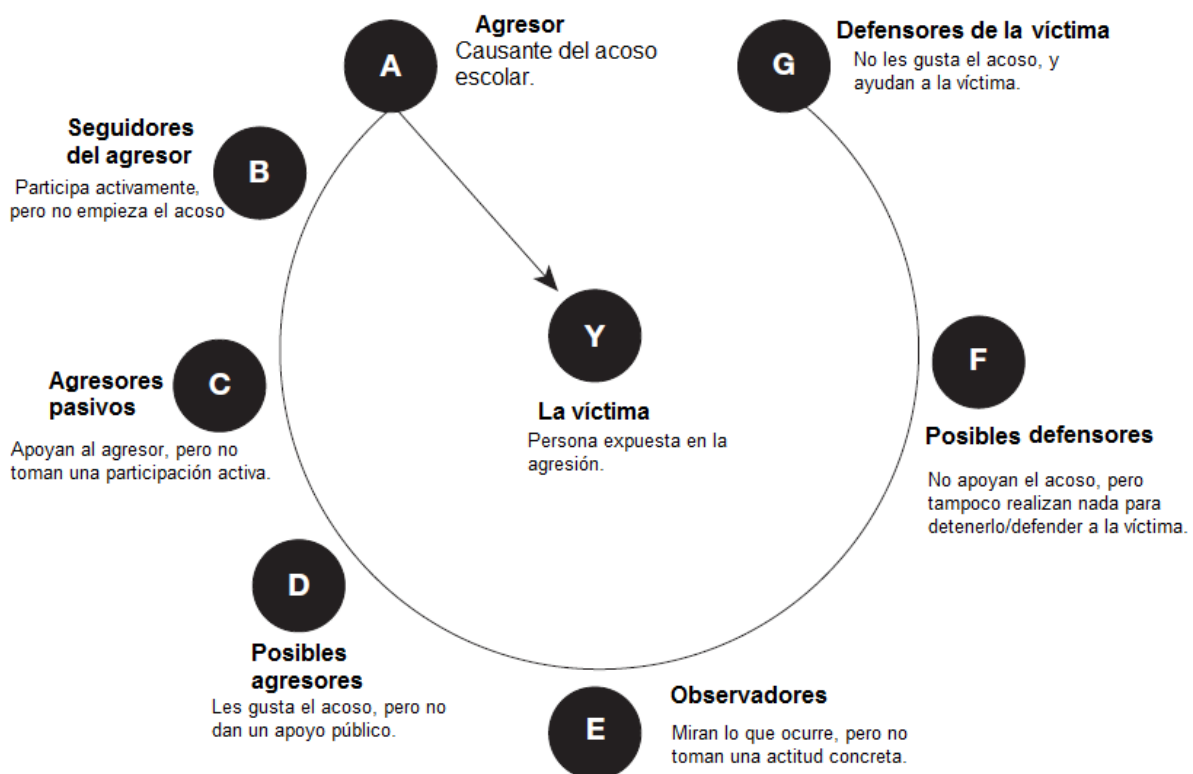 A
Agresor
Causante del acoso
escolar.
G
Defensores de la víctima
No les gusta el acoso, y
ayudan a la víctima.
Seguidores
del agresor
Participa activamente,
pero no empieza el acoso
B
Y
La víctima
Persona expuesta en la
agresión.
Agresores
pasivos
Apoyan al agresor, pero no
toman una participación activa.
C
F
Posibles defensores
No apoyan el acoso, pero
tampoco realizan nada para
detenerlo/defender a la víctima.
D
Posibles
agresores
Les gusta el acoso, pero no
dan un apoyo público.
E
Observadores
Miran lo que ocurre, pero no
toman una actitud concreta.